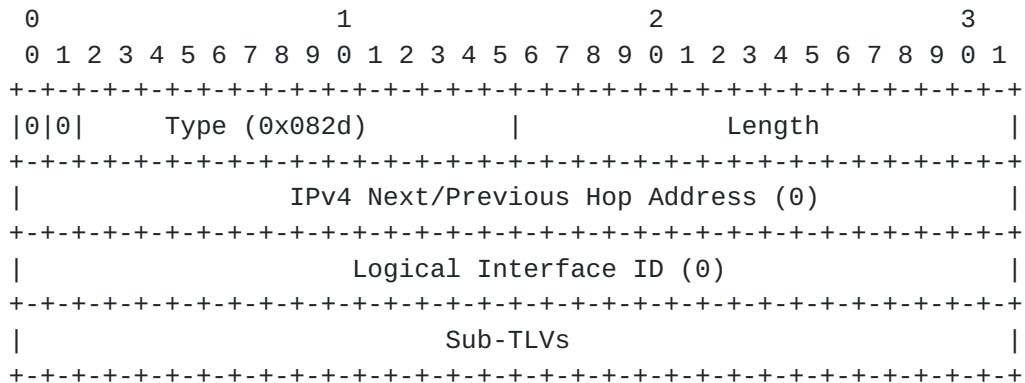 0                   1                   2                   3
 0 1 2 3 4 5 6 7 8 9 0 1 2 3 4 5 6 7 8 9 0 1 2 3 4 5 6 7 8 9 0 1
+-+-+-+-+-+-+-+-+-+-+-+-+-+-+-+-+-+-+-+-+-+-+-+-+-+-+-+-+-+-+-+-+
|0|0|     Type (0x082d)         |             Length            |
+-+-+-+-+-+-+-+-+-+-+-+-+-+-+-+-+-+-+-+-+-+-+-+-+-+-+-+-+-+-+-+-+
|                 IPv4 Next/Previous Hop Address (0)            |
+-+-+-+-+-+-+-+-+-+-+-+-+-+-+-+-+-+-+-+-+-+-+-+-+-+-+-+-+-+-+-+-+
|                     Logical Interface ID (0)                  |
+-+-+-+-+-+-+-+-+-+-+-+-+-+-+-+-+-+-+-+-+-+-+-+-+-+-+-+-+-+-+-+-+
|                           Sub-TLVs                            |
+-+-+-+-+-+-+-+-+-+-+-+-+-+-+-+-+-+-+-+-+-+-+-+-+-+-+-+-+-+-+-+-+